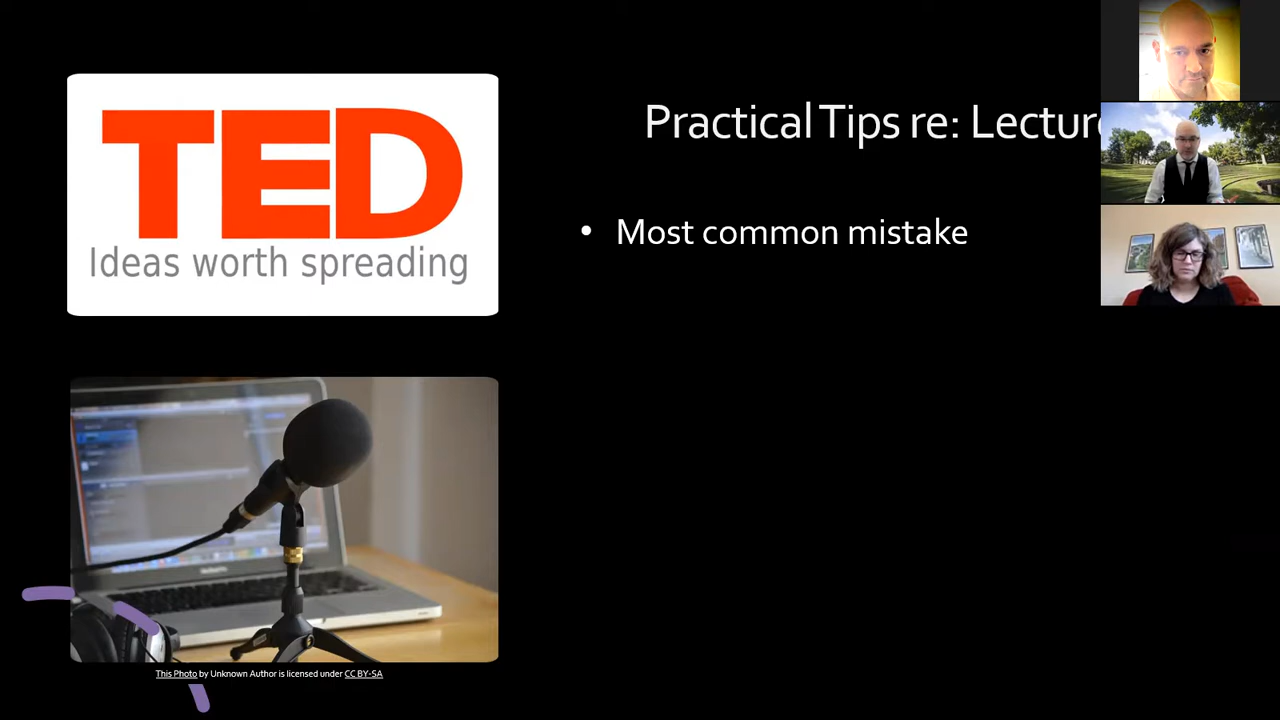 TED
Ideas worth spreading
Practical Tips re: Lecture
• Most common mistake
This Photo by Unknown Author is licensed under CC BY-SA